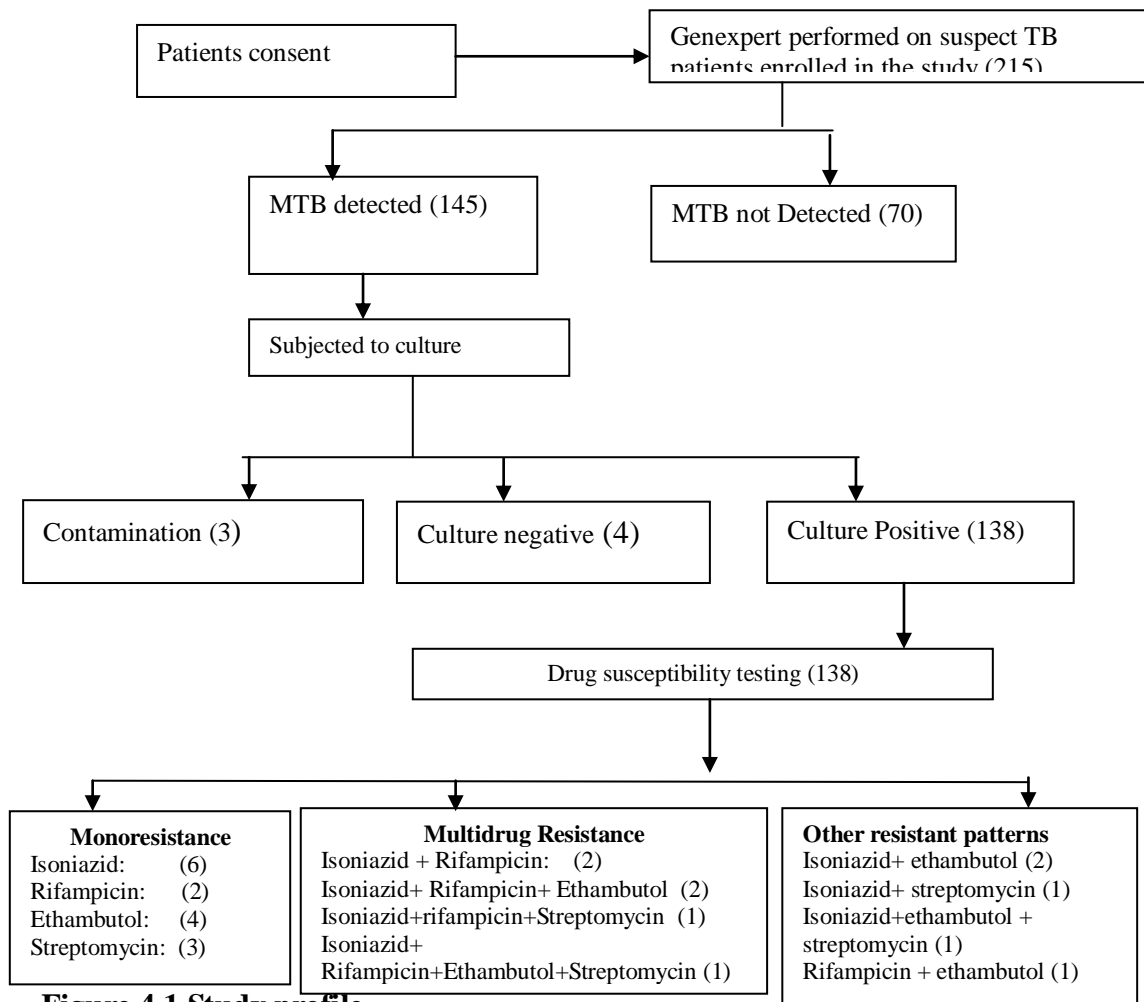 Patients consent
Genexpert performed on suspect TB
patients enrolled in the study (215)
MTB detected (145)
MTB not Detected (70)
Subjected to culture
Contamination (3)
Culture negative (4)
Culture Positive (138)
Drug susceptibility testing (138)
Monoresistance
Isoniazid: (6)
Rifampicin: (2)
Ethambutol: (4)
Streptomycin: (3)
Multidrug Resistance
Isoniazid + Rifampicin: (2)
Isoniazid+ Rifampicin+ Ethambutol (2)
Isoniazid+rifampicin+Streptomycin (1)
Isoniazid+
Rifampicin+Ethambutol+Streptomycin (1)
Other resistant patterns
Isoniazid+ ethambutol (2)
Isoniazid+ streptomycin (1)
Isoniazid+ethambutol +
streptomycin (1)
Rifampicin + ethambutol (1)
Figure 4.1 Study profile